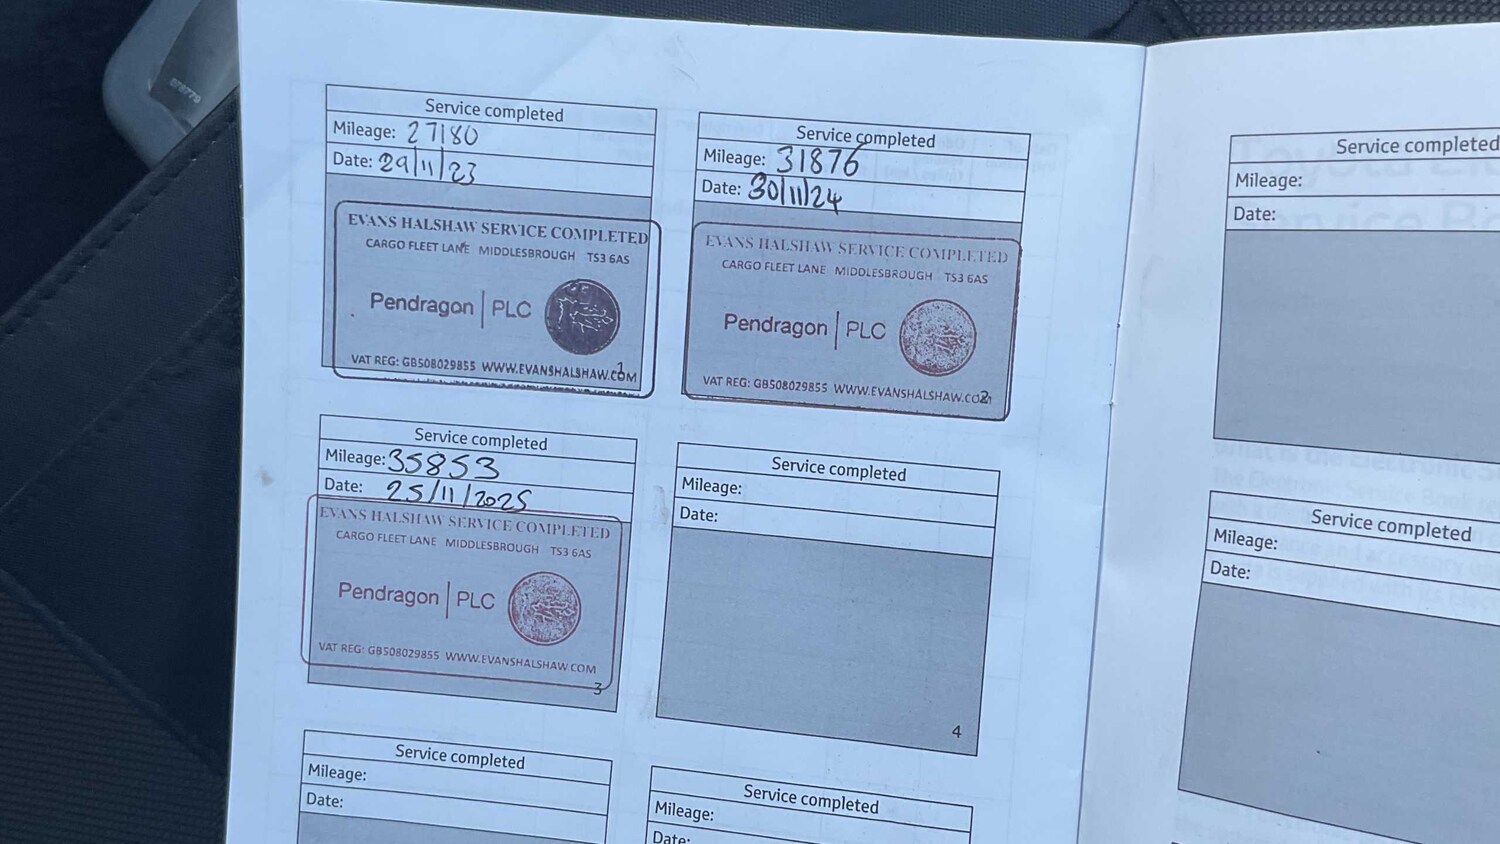 070770
Service completed
Mileage: 27180
Date: 29/11/23
EVANS HALSHAW SERVICE COMPLETED
CARGO FLEET LANE MIDDLESBROUGH TS3 6AS
Pendragon | PLC
VAT REG: GB508029855 WWW.EVANSHALSHAW.COM
1
Service completed
Mileage: 31876
Date: 30/11/24
EVANS HALSHAW SERVICE COMPLETED
CARGO FLEET LANE MIDDLESBROUGH TS3 6AS
Pendragon | PLC
VAT REG: GB508029855 WWW.EVANSHALSHAW.COM
2
Service completed
Mileage: 35853
Date: 25/11/2025
EVANS HALSHAW SERVICE COMPLETED
CARGO FLEET LANE MIDDLESBROUGH TS3 6AS
Pendragon | PLC
VAT REG: GB508029855 WWW.EVANSHALSHAW.COM
3
Service completed
Mileage:
Date:
4
Service completed
Mileage:
Date:
Service completed
Mileage:
Date:
Service completed
Mileage:
Date:
Service completed
Mileage:
Date: